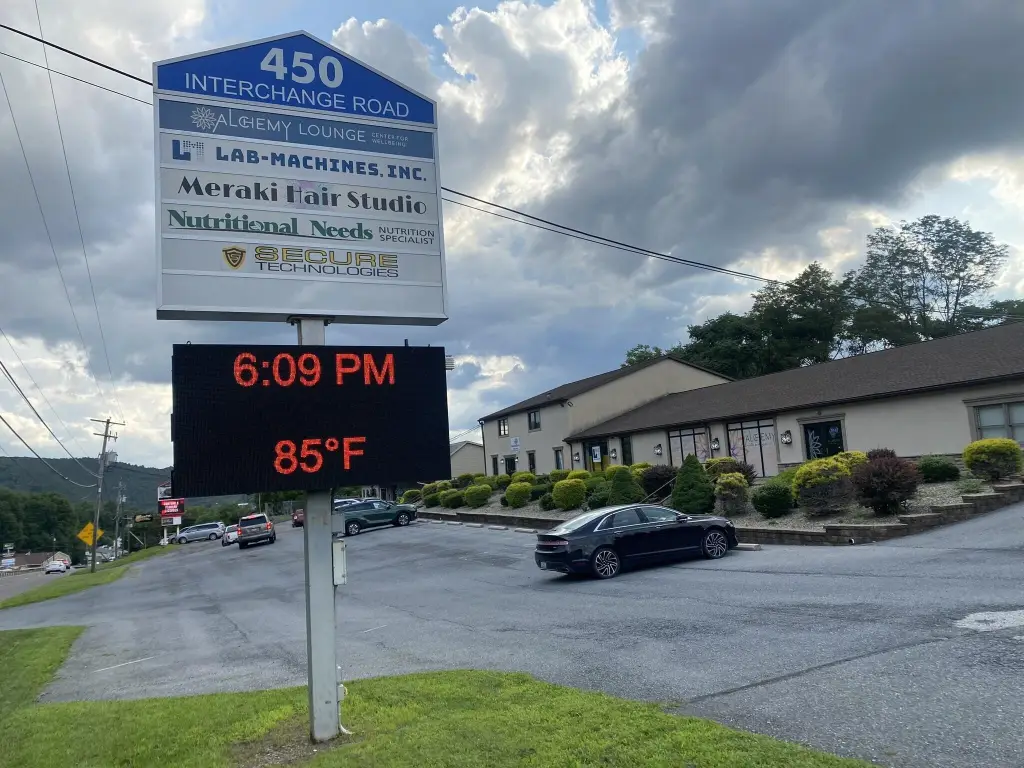 450
INTERCHANGE ROAD
ALCHEMY LOUNGE CENTER FOR WELLBEING
LAB-MACHINES, INC.
Meraki Hair Studio
Nutritional Needs NUTRITION SPECIALIST
SECURE
TECHNOLOGIES
6:09 PM
85°F